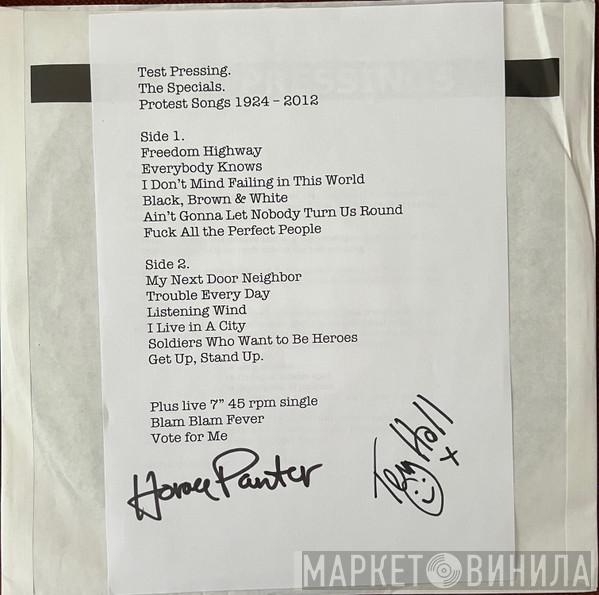 Test Pressing.
The Specials.
Protest Songs 1924 – 2012
Side 1.
Freedom Highway
Everybody Knows
I Don't Mind Failing in This World
Black, Brown & White
Ain't Gonna Let Nobody Turn Us Round
Fuck All the Perfect People
Side 2.
My Next Door Neighbor
Trouble Every Day
Listening Wind
I Live in A City
Soldiers Who Want to Be Heroes
Get Up, Stand Up.
Plus live 7" 45 rpm single
Blam Blam Fever
Vote for Me
Horace Panter
Terry Hall x
МАРКЕТ ВИНИЛА